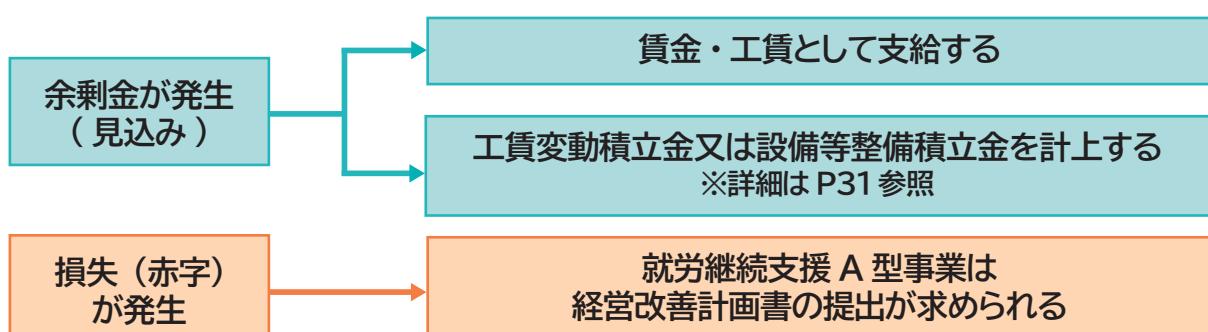 余剰金が発生
( 見込み )
賃金・工賃として支給する
工賃変動積立金又は設備等整備積立金を計上する
※詳細は P31 参照
損失（赤字）
が発生
就労継続支援 A 型事業は
経営改善計画書の提出が求められる